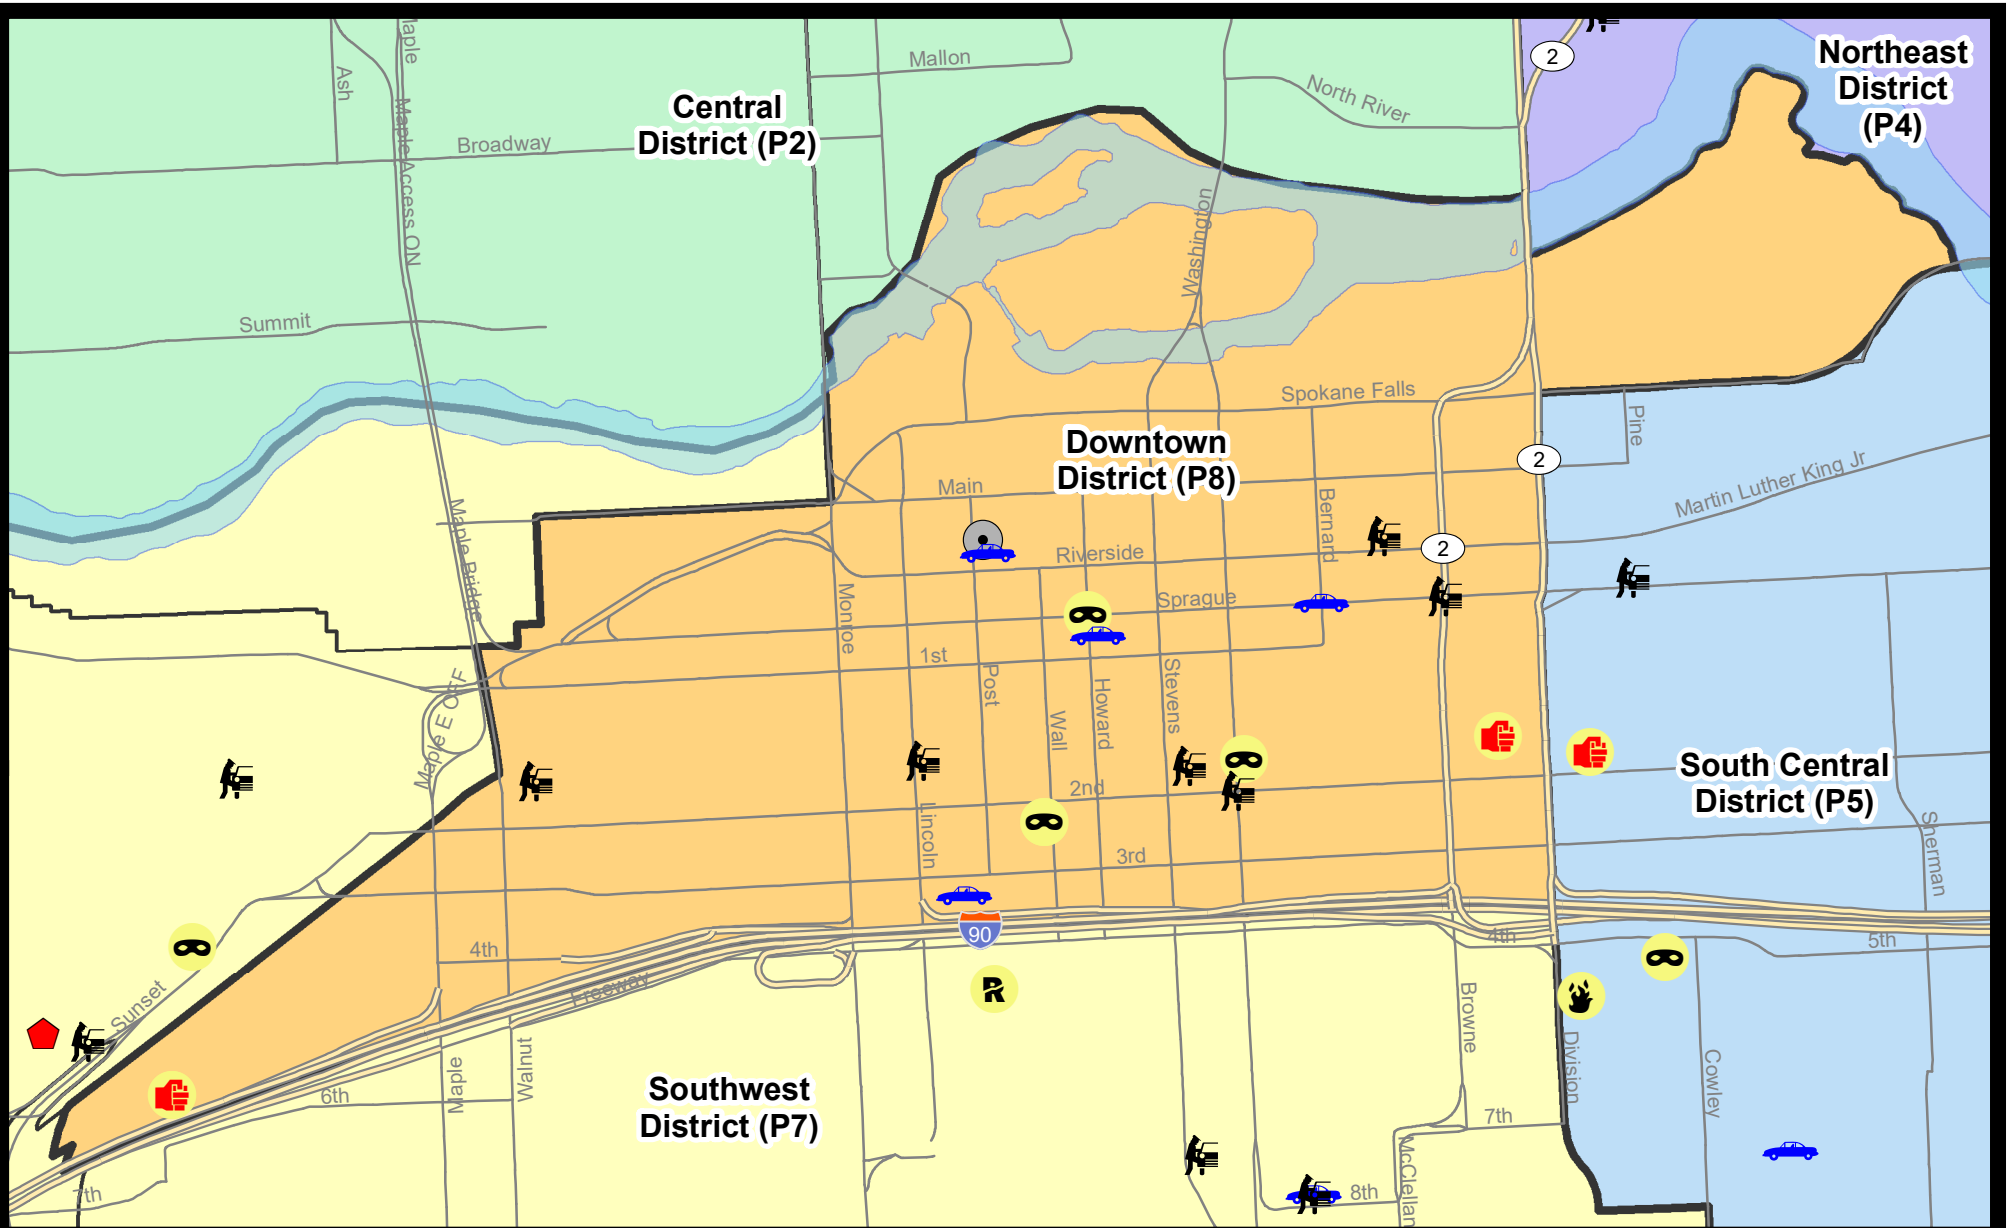 Maple
2
Northeast
District
(P4)
Mallon
Ash
North River
Central
District (P2)
Maple Access ON
Broadway
Washington
Summit
Spokane Falls
Pine
Downtown
District (P8)
2
Martin Luther King Jr
Main
Bernard
Maple Bridge
Riverside
2
Monroe
Sprague
1st
Post
Stevens
Howard
Wall
Maple E OFF
2nd
South Central
District (P5)
Lincoln
3rd
Sherman
90
4th
4th
5th
Freeway
Sunset
Browne
Division
Walnut
Maple
Cowley
6th
Southwest
District (P7)
7th
McClellan
7th
8th
R